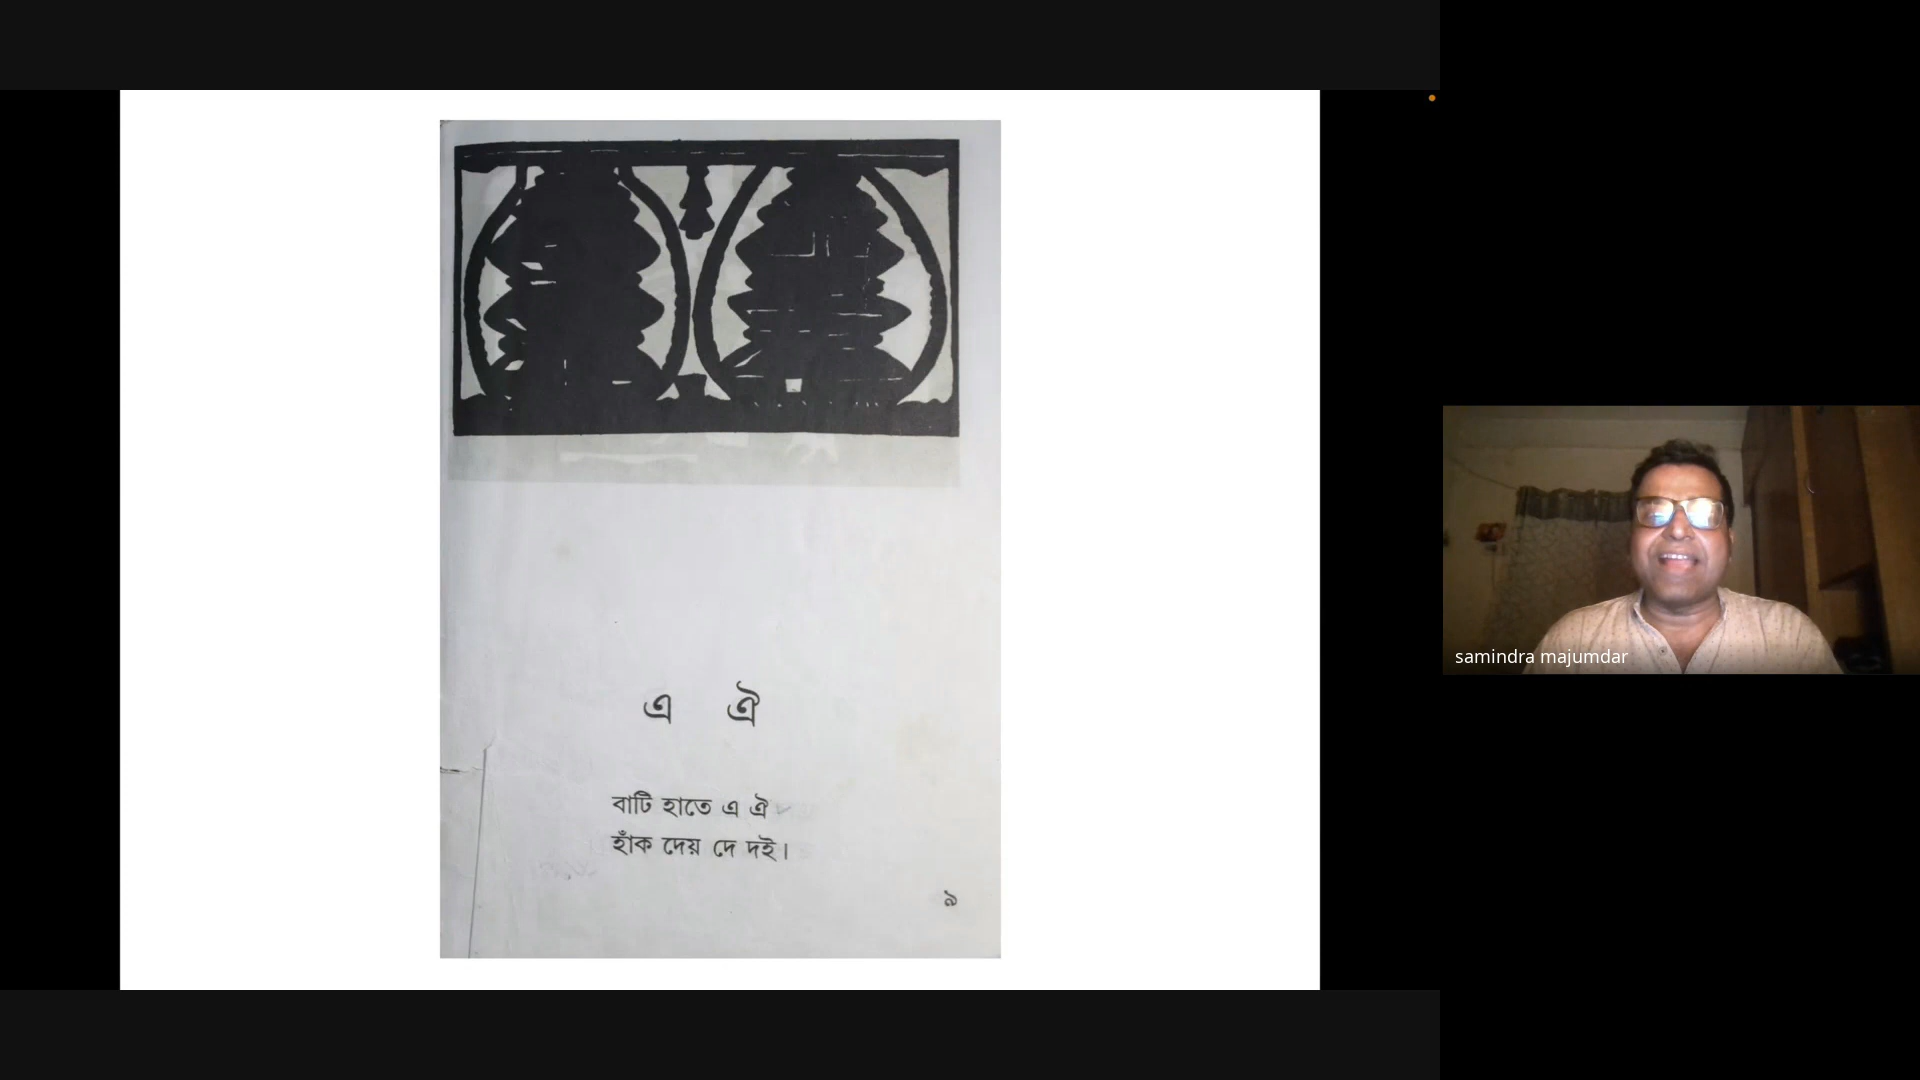 এ ঐ
বাটি হাতে এ ঐ
হাঁক দেয় দে দই।
৯
samindra majumdar